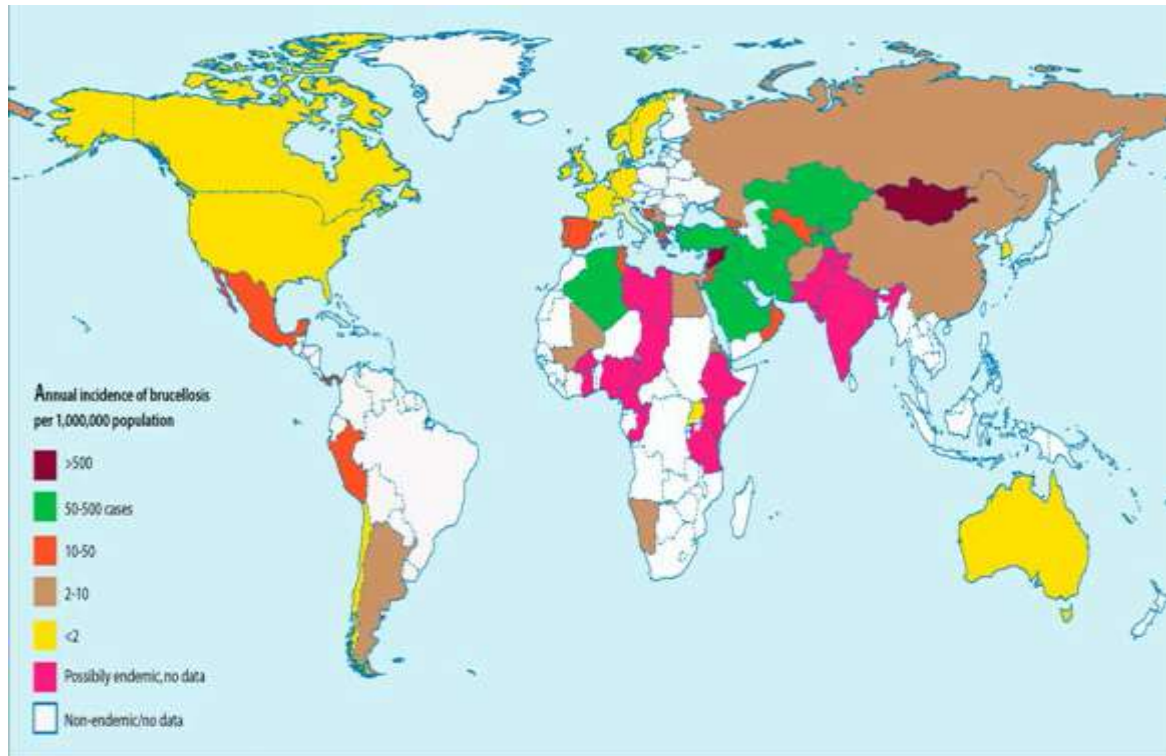 Annual incidence of brucellosis
per 1,000,000 population
>500
50-500 cases
10-50
2-10
<2
Possibily endemic, no data
Non-endemic/no data